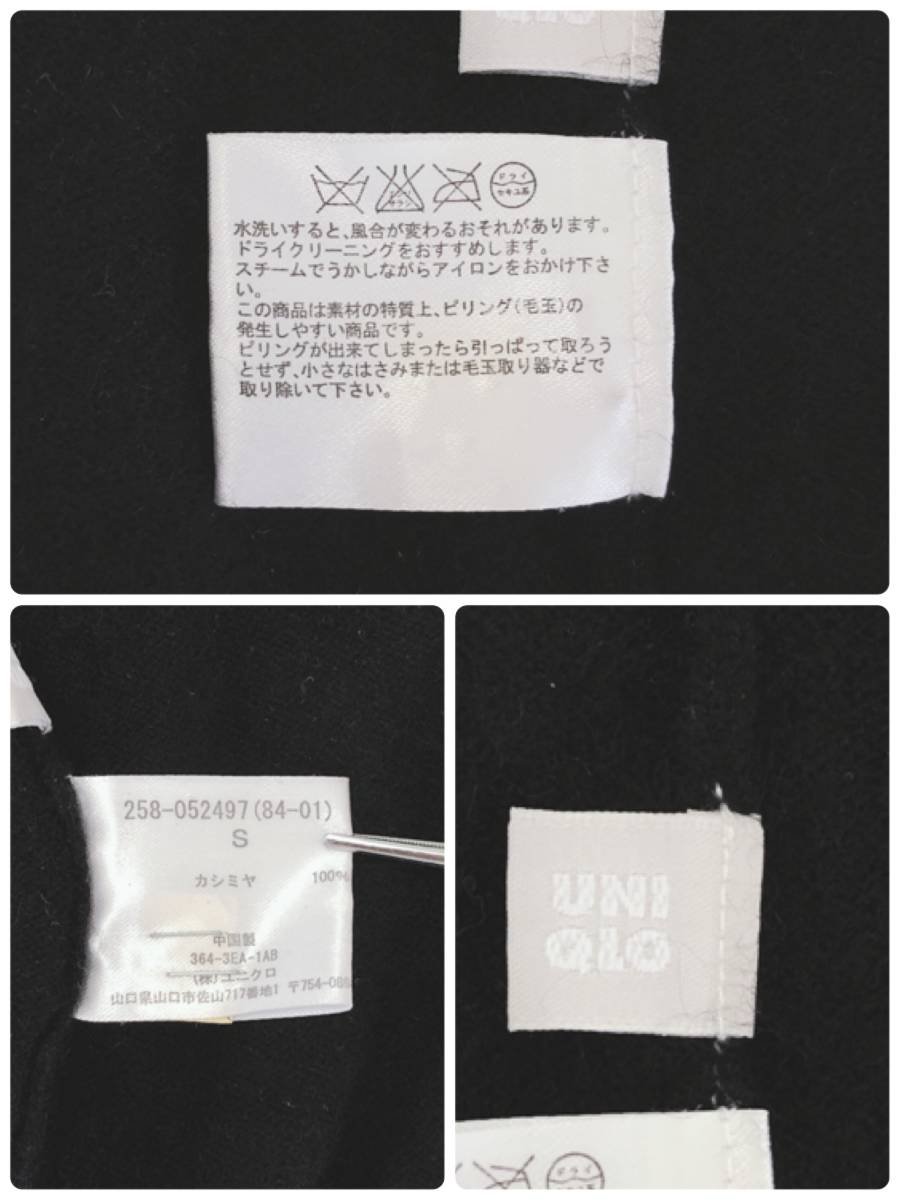 ドライ
セキユ系
水洗いすると、風合が変わるおそれがあります。
ドライクリーニングをおすすめします。
スチームでうかしながらアイロンをおかけ下さ
い。
この商品は素材の特質上、ピリング(毛玉)の
発生しやすい商品です。
ピリングが出来てしまったら引っぱって取ろう
とせず、小さなはさみまたは毛玉取り器などで
取り除いて下さい。
258-052497(84-01)
S
カシミヤ 100%
中国製
364-3EA-1AB
(株)ユニクロ
山口県山口市佐山717番地1 〒754-08
UNI
QLO
ドライ